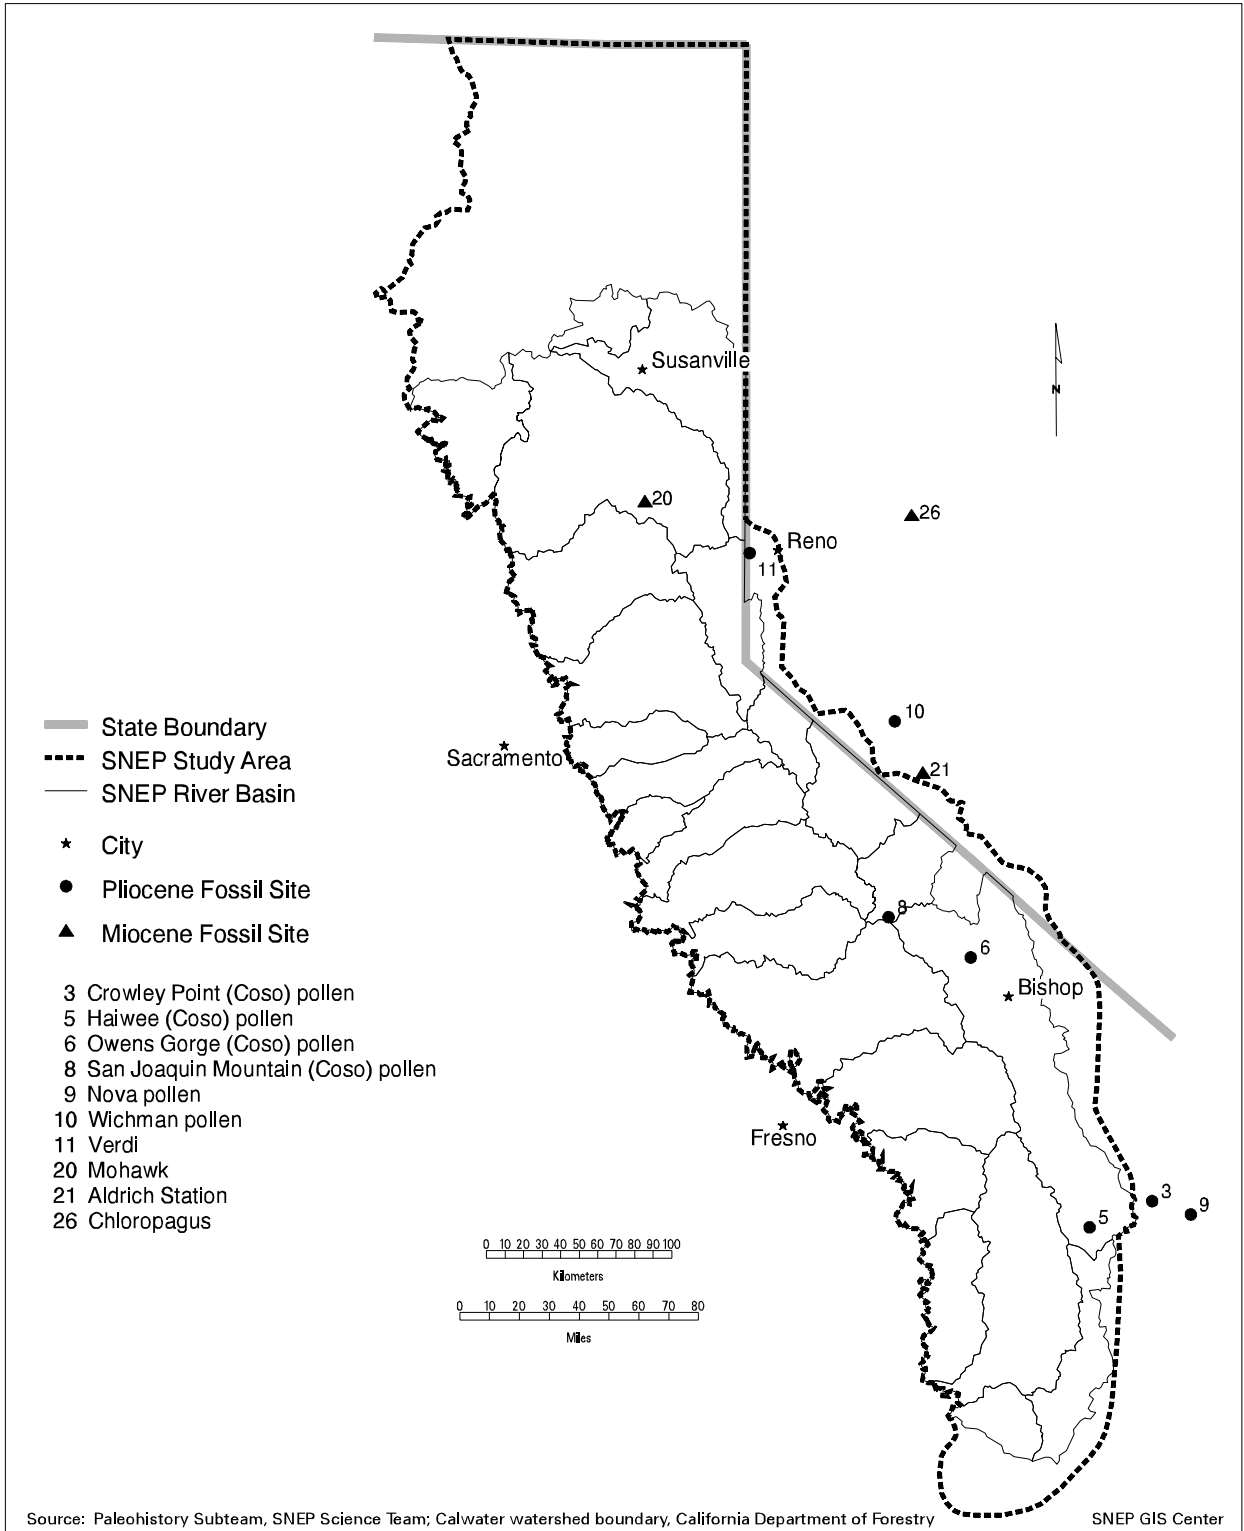 Susanville
N
20
26
Reno
11
10
State Boundary
SNEP Study Area
SNEP River Basin
Sacramento
21
City
Pliocene Fossil Site
Miocene Fossil Site
8
6
Bishop
3 Crowley Point (Coso) pollen
5 Haiwee (Coso) pollen
6 Owens Gorge (Coso) pollen
8 San Joaquin Mountain (Coso) pollen
9 Nova pollen
10 Wichman pollen
11 Verdi
20 Mohawk
21 Aldrich Station
26 Chloropagus
Fresno
3
9
5
0 10 20 30 40 50 60 70 80 90 100
Kilometers
0 10 20 30 40 50 60 70 80
Miles
Source: Paleohistory Subteam, SNEP Science Team; Calwater watershed boundary, California Department of Forestry
SNEP GIS Center